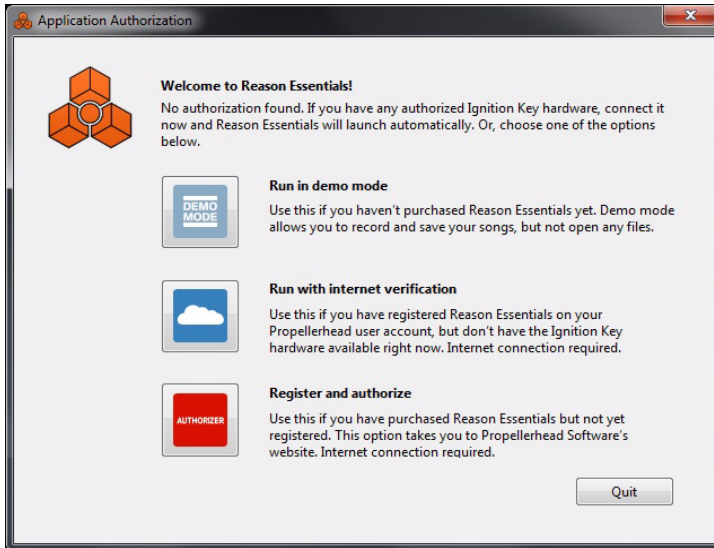 Application Authorization
Welcome to Reason Essentials!
No authorization found. If you have any authorized Ignition Key hardware, connect it
now and Reason Essentials will launch automatically. Or, choose one of the options
below.
DEMO
MODE
Run in demo mode
Use this if you haven't purchased Reason Essentials yet. Demo mode
allows you to record and save your songs, but not open any files.
Run with internet verification
Use this if you have registered Reason Essentials on your
Propellerhead user account, but don't have the Ignition Key
hardware available right now. Internet connection required.
AUTHORIZER
Register and authorize
Use this if you have purchased Reason Essentials but not yet
registered. This option takes you to Propellerhead Software's
website. Internet connection required.
Quit